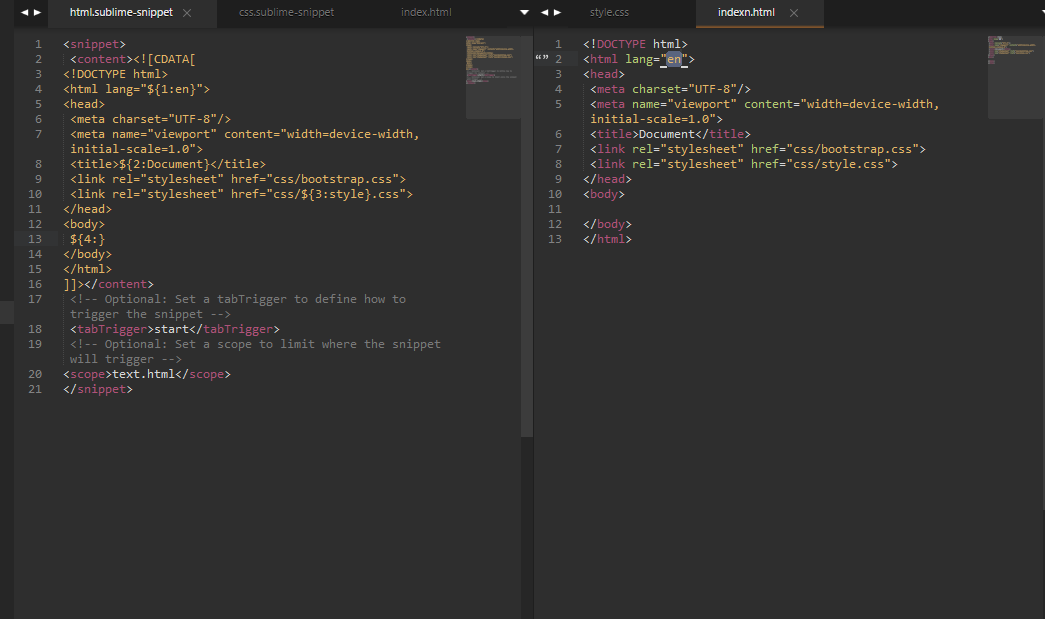 html.sublime-snippet
css.sublime-snippet
index.html
style.css
indexn.html
1 <snippet>
2 <content><![CDATA[
3 <!DOCTYPE html>
4 <html lang="${1:en}">
5 <head>
6 <meta charset="UTF-8"/>
7 <meta name="viewport" content="width=device-width,
initial-scale=1.0">
8 <title>${2:Document}</title>
9 <link rel="stylesheet" href="css/bootstrap.css">
10 <link rel="stylesheet" href="css/${3:style}.css">
11 </head>
12 <body>
13 ${4:}
14 </body>
15 </html>
16 ]]></content>
17 <!-- Optional: Set a tabTrigger to define how to
trigger the snippet -->
18 <tabTrigger>start</tabTrigger>
19 <!-- Optional: Set a scope to limit where the snippet
will trigger -->
20 <scope>text.html</scope>
21 </snippet>
1 <!DOCTYPE html>
“” 2 <html lang="en">
3 <head>
4 <meta charset="UTF-8"/>
5 <meta name="viewport" content="width=device-width,
initial-scale=1.0">
6 <title>Document</title>
7 <link rel="stylesheet" href="css/bootstrap.css">
8 <link rel="stylesheet" href="css/style.css">
9 </head>
10 <body>
11
12 </body>
13 </html>